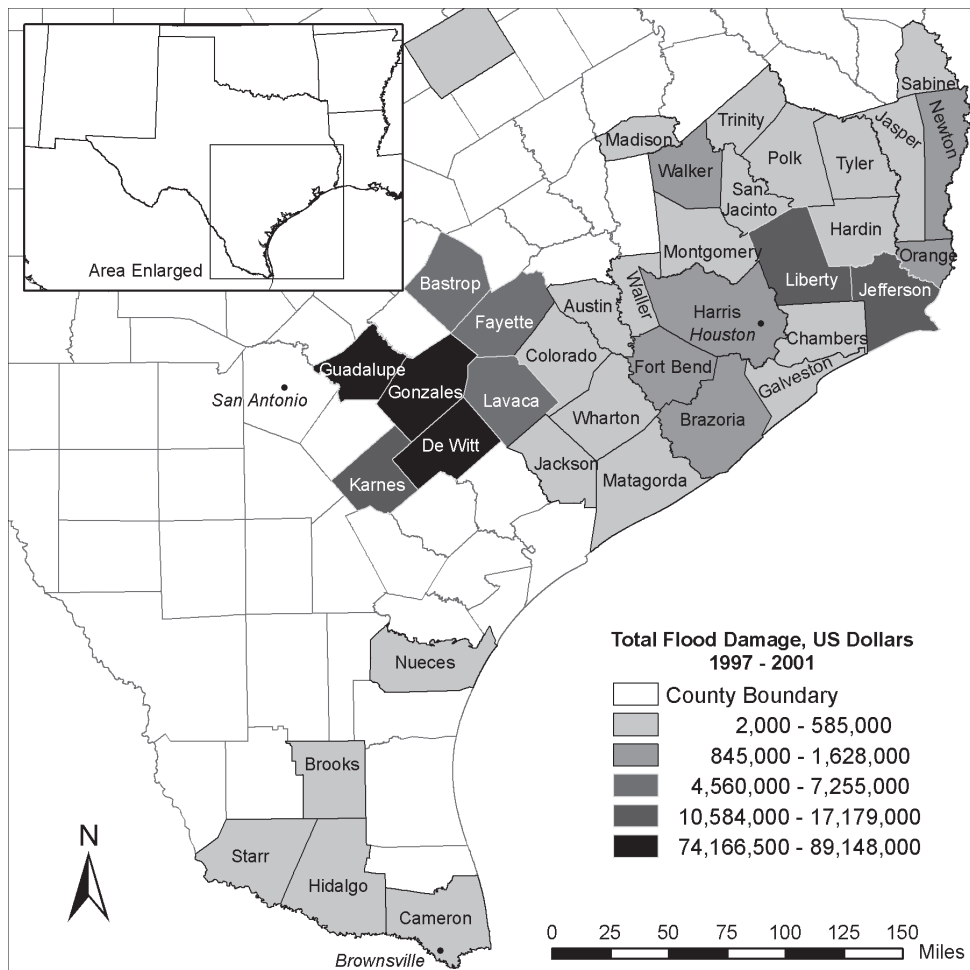 Area Enlarged
Sabine
Newton
Jasper
Trinity
Madison
Polk
Tyler
Walker
San
Jacinto
Hardin
Montgomery
Orange
Liberty
Jefferson
Bastrop
Waller
Austin
Harris
Houston
Fayette
Chambers
Colorado
Guadalupe
Fort Bend
Galveston
Gonzales
San Antonio
Lavaca
Wharton
Brazoria
De Witt
Jackson
Matagorda
Karnes
Nueces
Brooks
Starr
Hidalgo
Cameron
Brownsville
N
Total Flood Damage, US Dollars
1997 - 2001
County Boundary
2,000 - 585,000
845,000 - 1,628,000
4,560,000 - 7,255,000
10,584,000 - 17,179,000
74,166,500 - 89,148,000
0 25 50 75 100 125 150
Miles